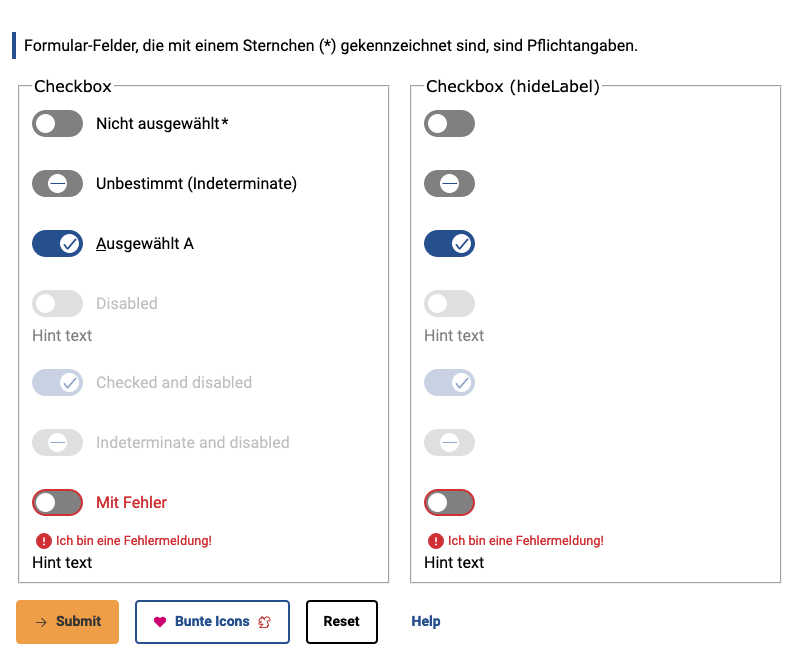 Formular-Felder, die mit einem Sternchen (*) gekennzeichnet sind, sind Pflichtangaben.
Checkbox
Nicht ausgewählt*
Unbestimmt (Indeterminate)
Ausgewählt A
Disabled
Hint text
Checked and disabled
Indeterminate and disabled
Mit Fehler
Ich bin eine Fehlermeldung!
Hint text
Checkbox (hideLabel)
Hint text
Ich bin eine Fehlermeldung!
Hint text
Submit
Bunte Icons
Reset
Help